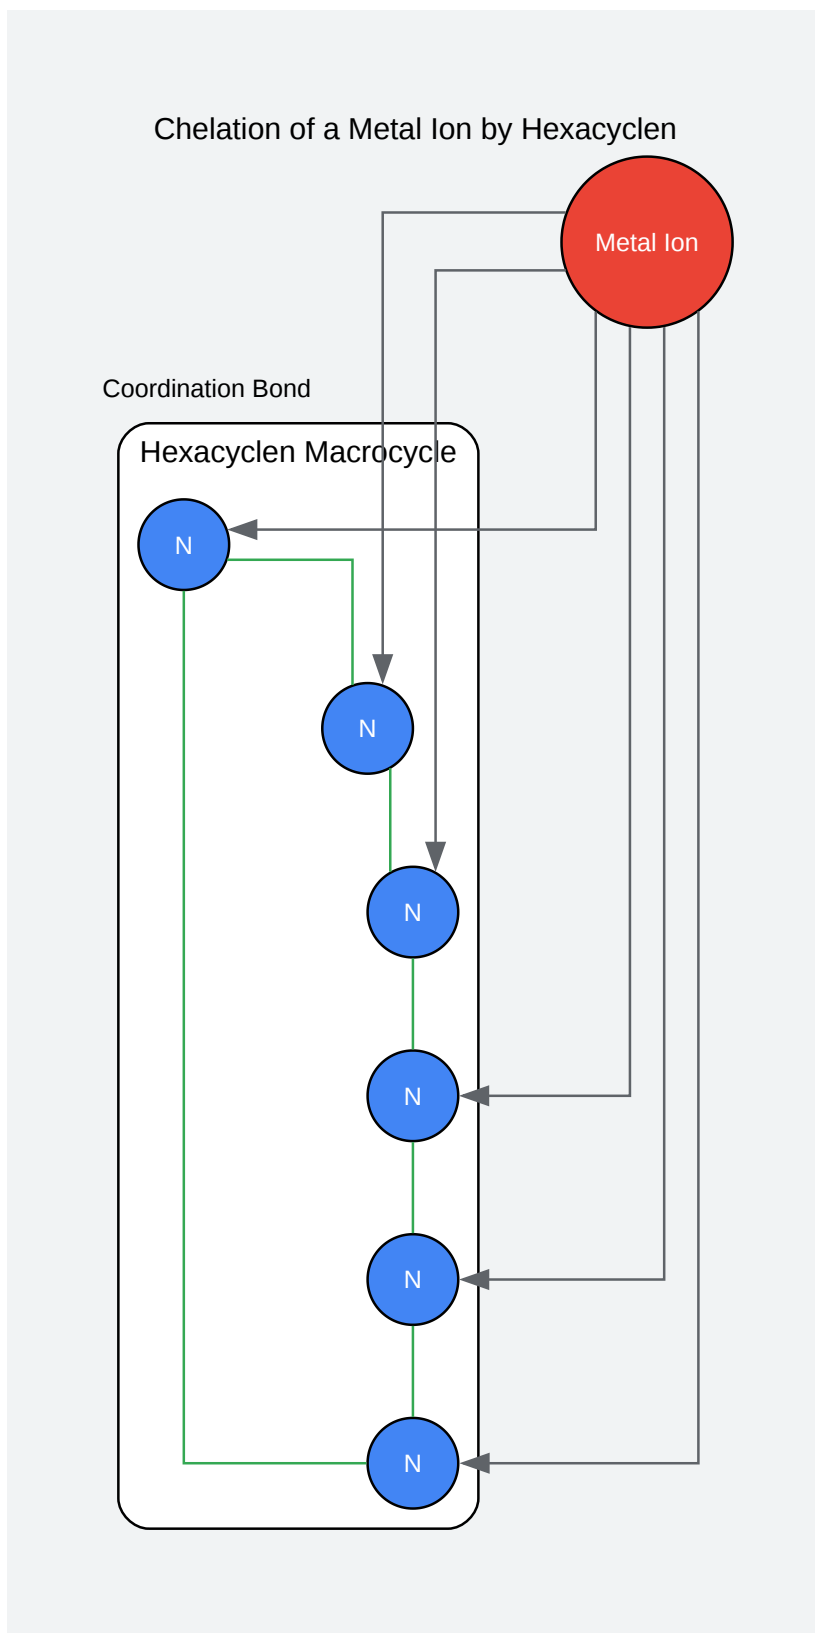 Chelation of a Metal Ion by Hexacyclen
Metal Ion
Coordination Bond
Hexacyclen Macrocycle
N
N
N
N
N
N